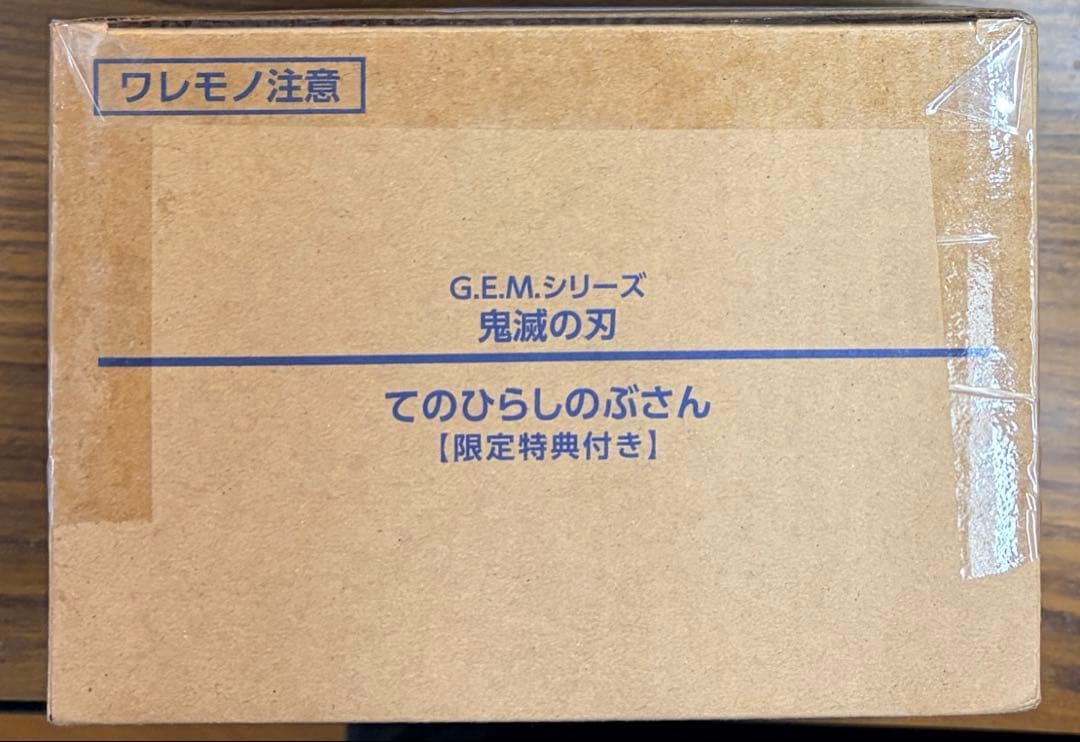 ワレモノ注意
G.E.M.シリーズ
鬼滅の刃
てのひらしのぶさん
【限定特典付き】